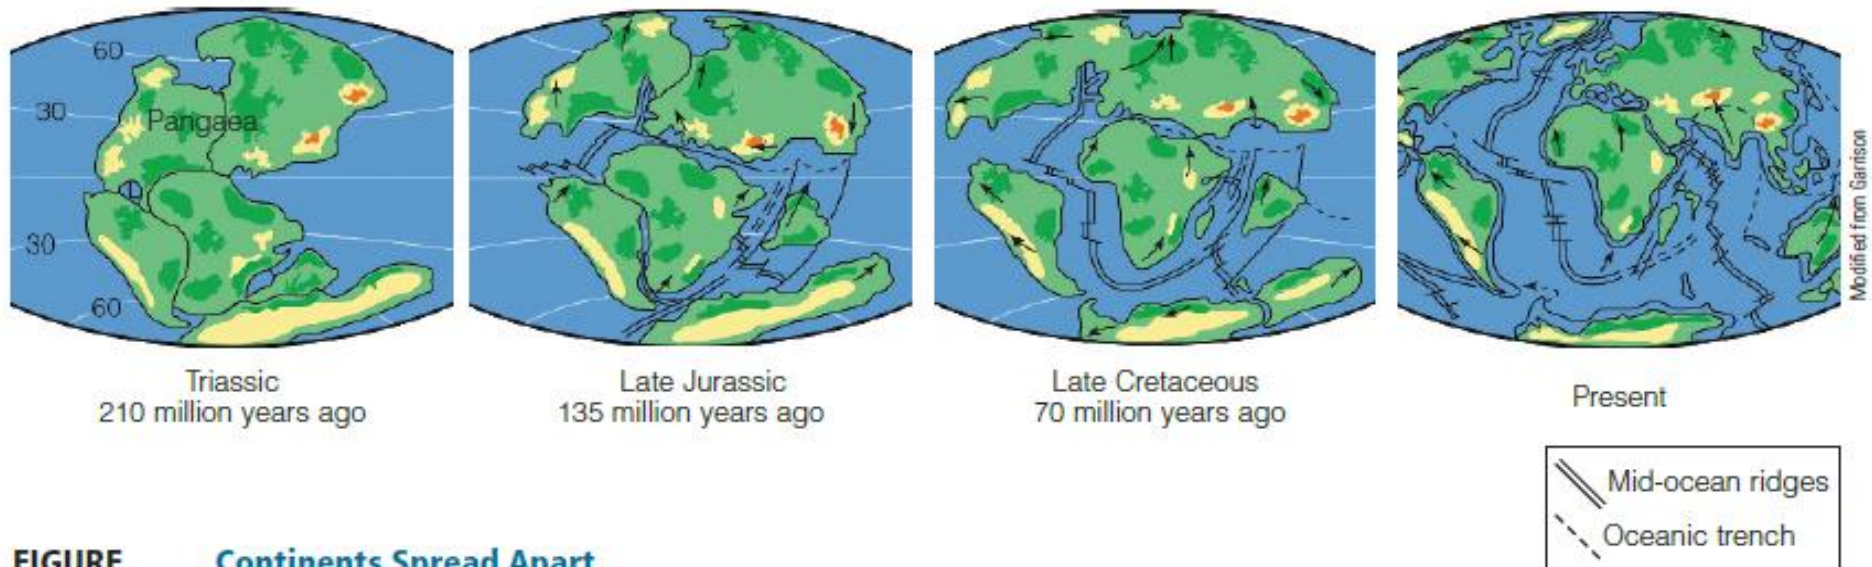 60
30
Pangaea
30
60
Triassic
210 million years ago
Late Jurassic
135 million years ago
Late Cretaceous
70 million years ago
Present
Modified from Garrison
Mid-ocean ridges
Oceanic trench
FIGURE Continents Spread Apart